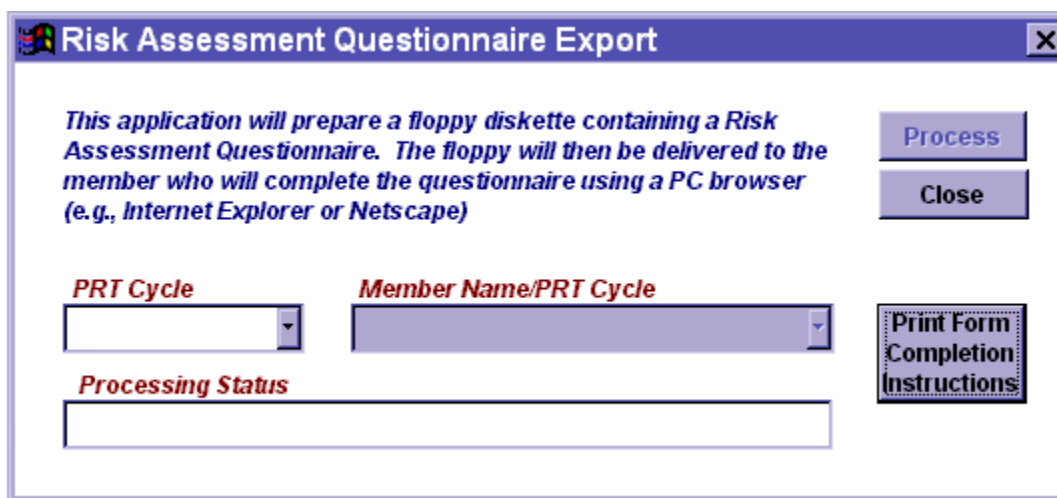 Risk Assessment Questionnaire Export
This application will prepare a floppy diskette containing a Risk
Assessment Questionnaire. The floppy will then be delivered to the
member who will complete the questionnaire using a PC browser
(e.g., Internet Explorer or Netscape)
Process
Close
PRT Cycle
Member Name/PRT Cycle
Print Form
Completion
Instructions
Processing Status